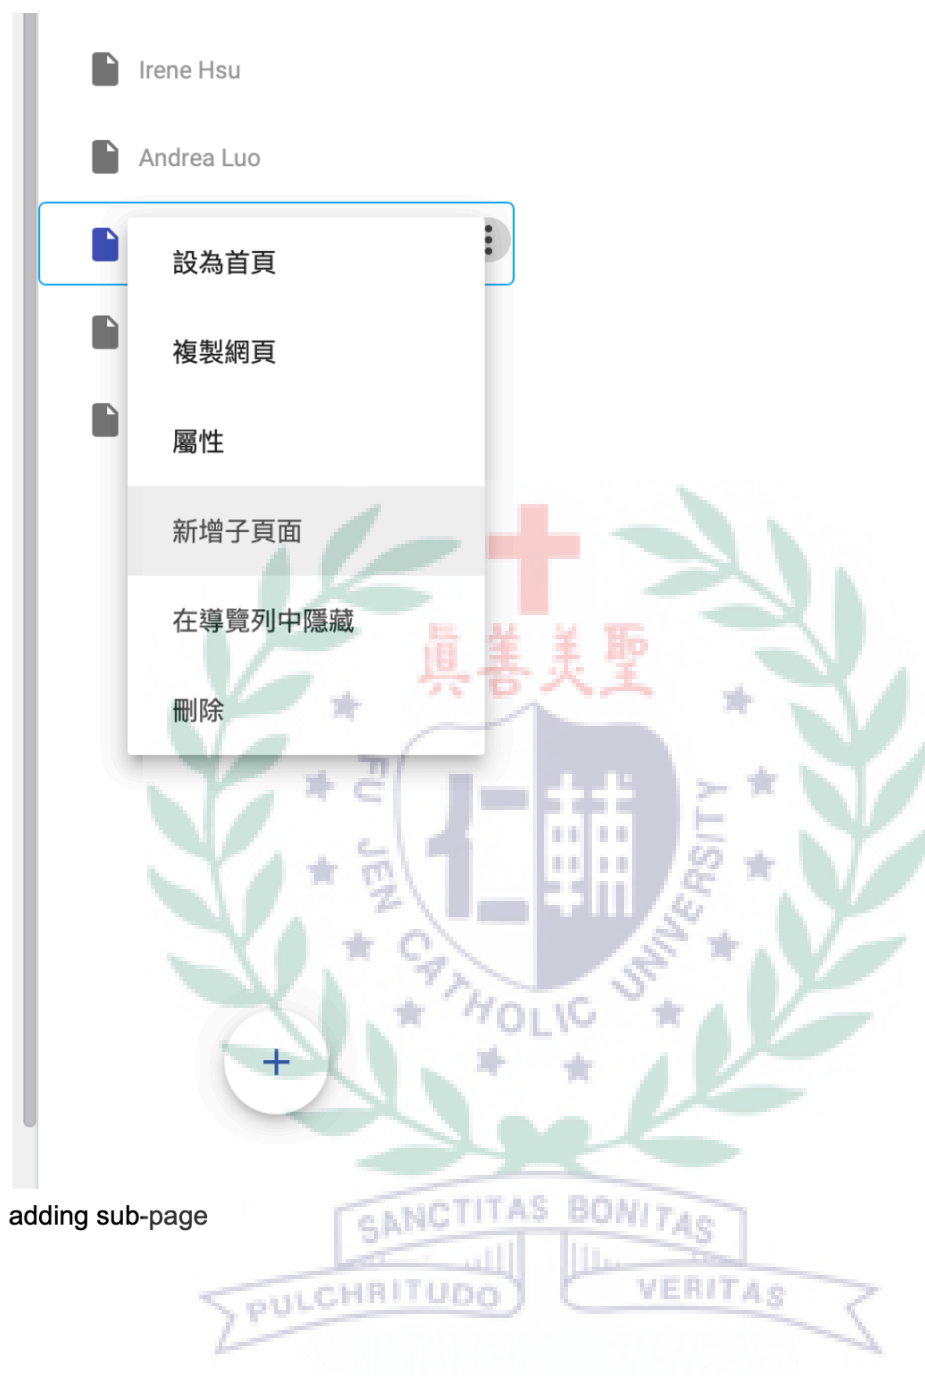 Irene Hsu
Andrea Luo
設為首頁
複製網頁
屬性
新增子頁面
在導覽列中隱藏
刪除
真善美聖
仁輔
FU JEN CATHOLIC UNIVERSITY
adding sub-page
SANCTITAS BONITAS
PULCHRITUDO VERITAS